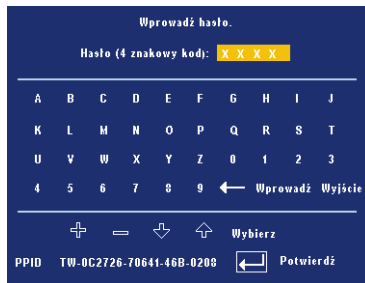 Wprowadź hasło.
Hasło (4 znakowy kod): X X X X
A B C D E F G H I J
K L M N O P Q R S T
U V W X Y Z 0 1 2 3
4 5 6 7 8 9 ← Wprowadź Wyjście
Wybierz
PPID TW-0C2726-70641-46B-0208 Potwierdź